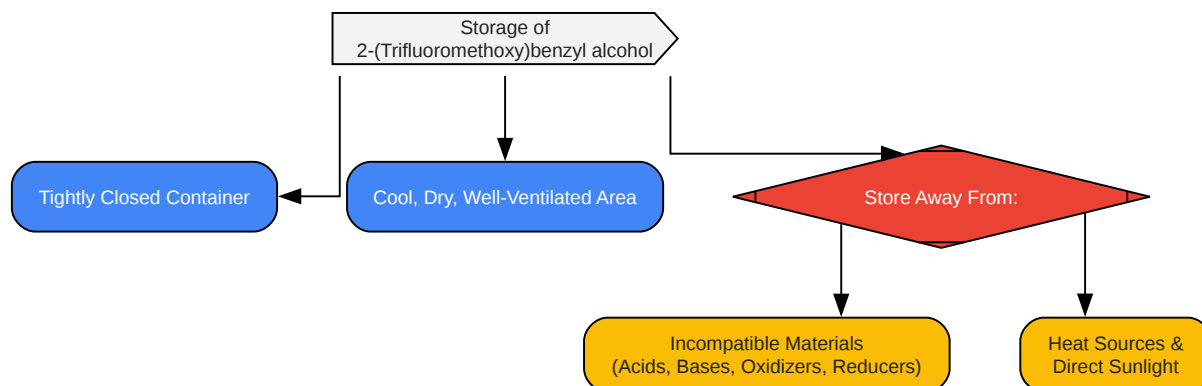 Storage of
2-(Trifluoromethoxy)benzyl alcohol
Tightly Closed Container
Cool, Dry, Well-Ventilated Area
Store Away From:
Incompatible Materials
(Acids, Bases, Oxidizers, Reducers)
Heat Sources &
Direct Sunlight